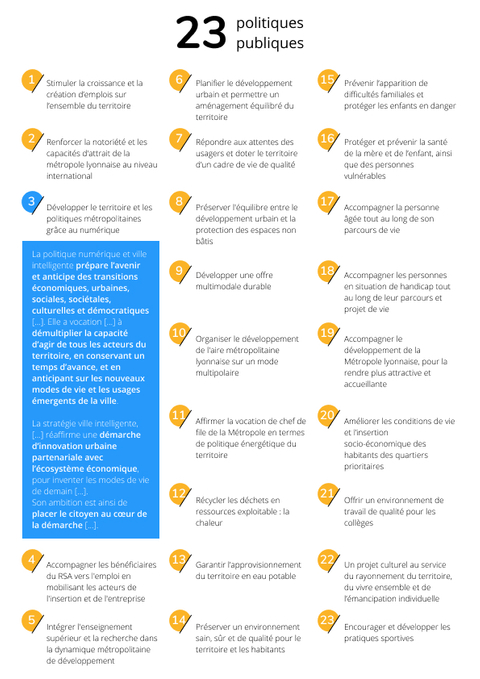 23 politiques
publiques
1
Stimuler la croissance et la
création d'emplois sur
l'ensemble du territoire
2
Renforcer la notoriété et les
capacités d'attrait de la
métropole lyonnaise au niveau
international
3
Développer le territoire et les
politiques métropolitaines
grâce au numérique
La politique numérique et ville
intelligente prépare l'avenir
et anticipe des transitions
économiques, urbaines,
sociales, sociétales,
culturelles et démocratiques
[...]. Elle a vocation [...] à
démultiplier la capacité
d'agir de tous les acteurs du
territoire, en conservant un
temps d'avance, et en
anticipant sur les nouveaux
modes de vie et les usages
émergents de la ville.
La stratégie ville intelligente,
[...] réaffirme une démarche
d'innovation urbaine
partenariale avec
l'écosystème économique,
pour inventer les modes de vie
de demain [...].
Son ambition est ainsi de
placer le citoyen au cœur de
la démarche [...].
4
Accompagner les bénéficiaires
du RSA vers l'emploi en
mobilisant les acteurs de
l'insertion et de l'entreprise
5
Intégrer l'enseignement
supérieur et la recherche dans
la dynamique métropolitaine
de développement
6
Planifier le développement
urbain et permettre un
aménagement équilibré du
territoire
7
Répondre aux attentes des
usagers et doter le territoire
d'un cadre de vie de qualité
8
Préserver l'équilibre entre le
développement urbain et la
protection des espaces non
bâtis
9
Développer une offre
multimodale durable
10
Organiser le développement
de l'aire métropolitaine
lyonnaise sur un mode
multipolaire
11
Affirmer la vocation de chef de
file de la Métropole en termes
de politique énergétique du
territoire
12
Récycler les déchets en
ressources exploitable : la
chaleur
13
Garantir l'approvisionnement
du territoire en eau potable
14
Préserver un environnement
sain, sûr et de qualité pour le
territoire et les habitants
15
Prévenir l'apparition de
difficultés familiales et
protéger les enfants en danger
16
Protéger et prévenir la santé
de la mère et de l'enfant, ainsi
que des personnes
vulnérables
17
Accompagner la personne
âgée tout au long de son
parcours de vie
18
Accompagner les personnes
en situation de handicap tout
au long de leur parcours et
projet de vie
19
Accompagner le
développement de la
Métropole lyonnaise, pour la
rendre plus attractive et
accueillante
20
Améliorer les conditions de vie
et l'insertion
socio-économique des
habitants des quartiers
prioritaires
21
Offrir un environnement de
travail de qualité pour les
collèges
22
Un projet culturel au service
du rayonnement du territoire,
du vivre ensemble et de
l'émancipation individuelle
23
Encourager et développer les
pratiques sportives